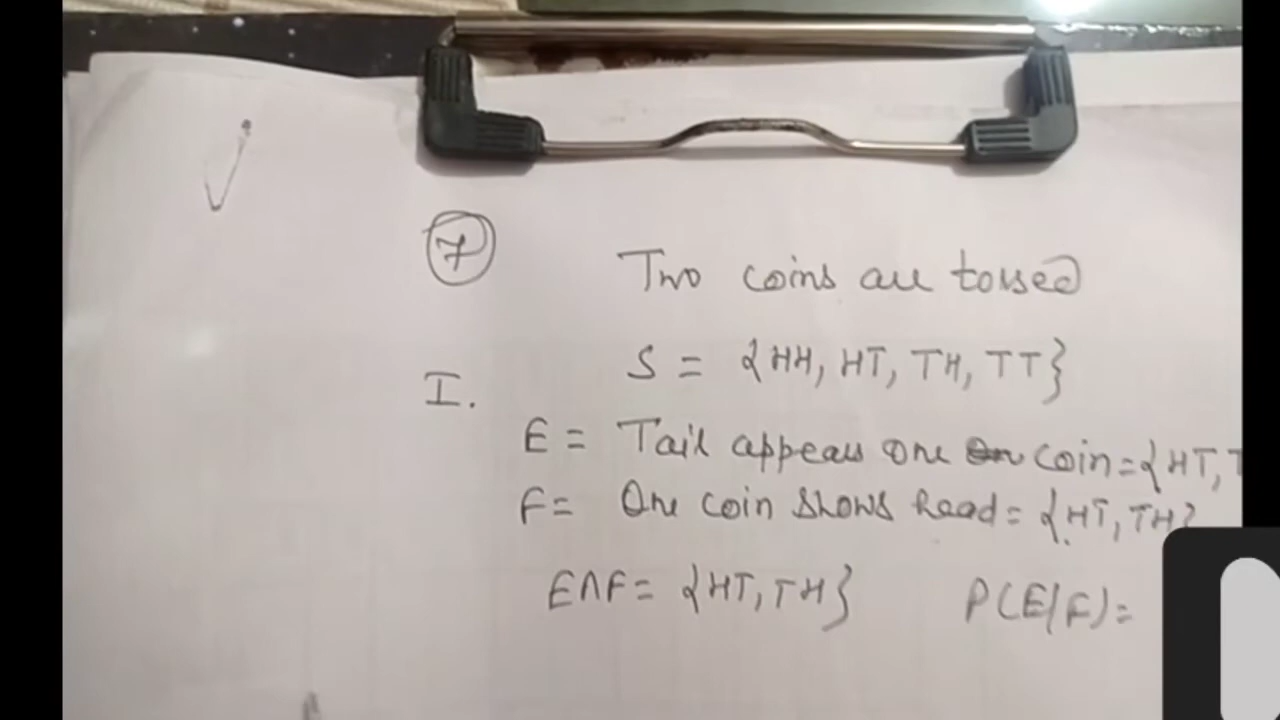 7
Two coins are tossed
S = {HH, HT, TH, TT}
I.
E = Tail appears one coin = {HT, T
F = One coin shows head = {HT, TH}
E∩F = {HT, TH} P(E/F) =